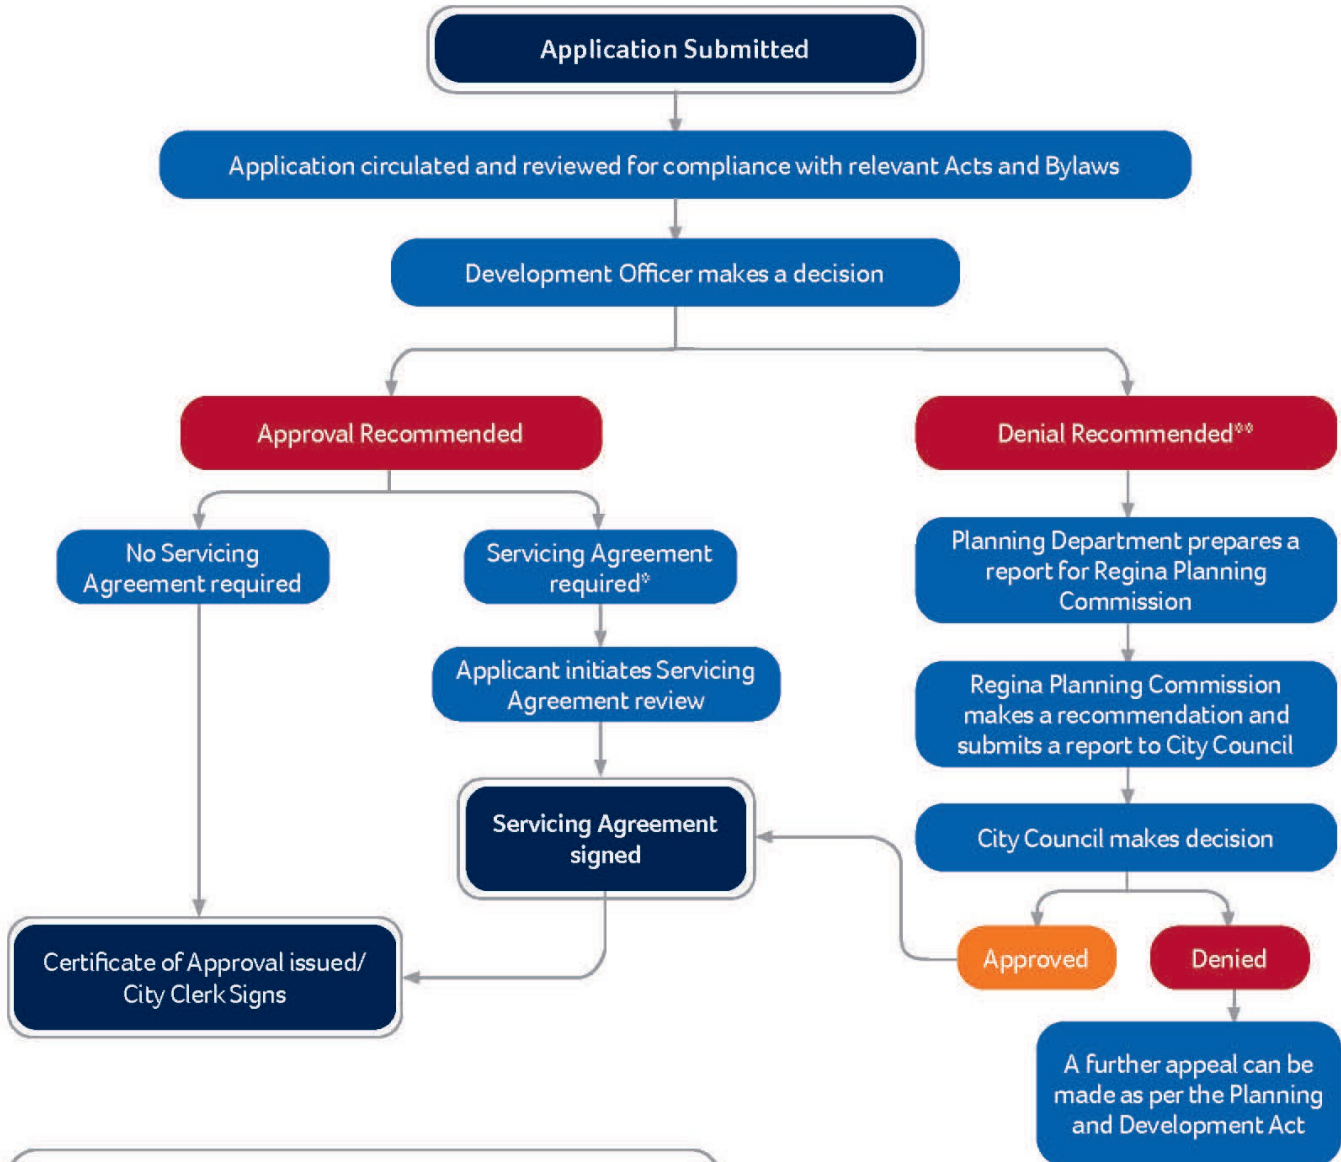 Application Submitted
Application circulated and reviewed for compliance with relevant Acts and Bylaws
Development Officer makes a decision
Approval Recommended
Denial Recommended**
No Servicing
Agreement required
Servicing Agreement
required*
Planning Department prepares a
report for Regina Planning
Commission
Applicant initiates Servicing
Agreement review
Regina Planning Commission
makes a recommendation and
submits a report to City Council
Servicing Agreement
signed
City Council makes decision
Certificate of Approval issued/
City Clerk Signs
Approved
Denied
A further appeal can be
made as per the Planning
and Development Act